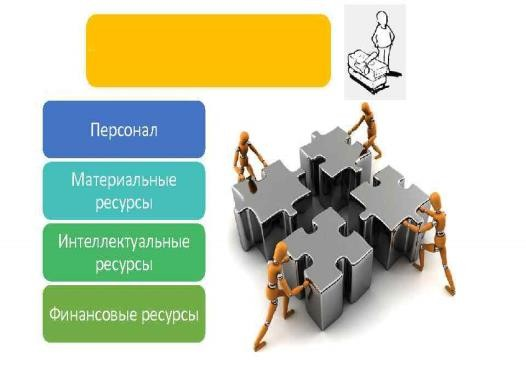 Персонал
Материальные
ресурсы
Интеллектуальные
ресурсы
Финансовые ресурсы